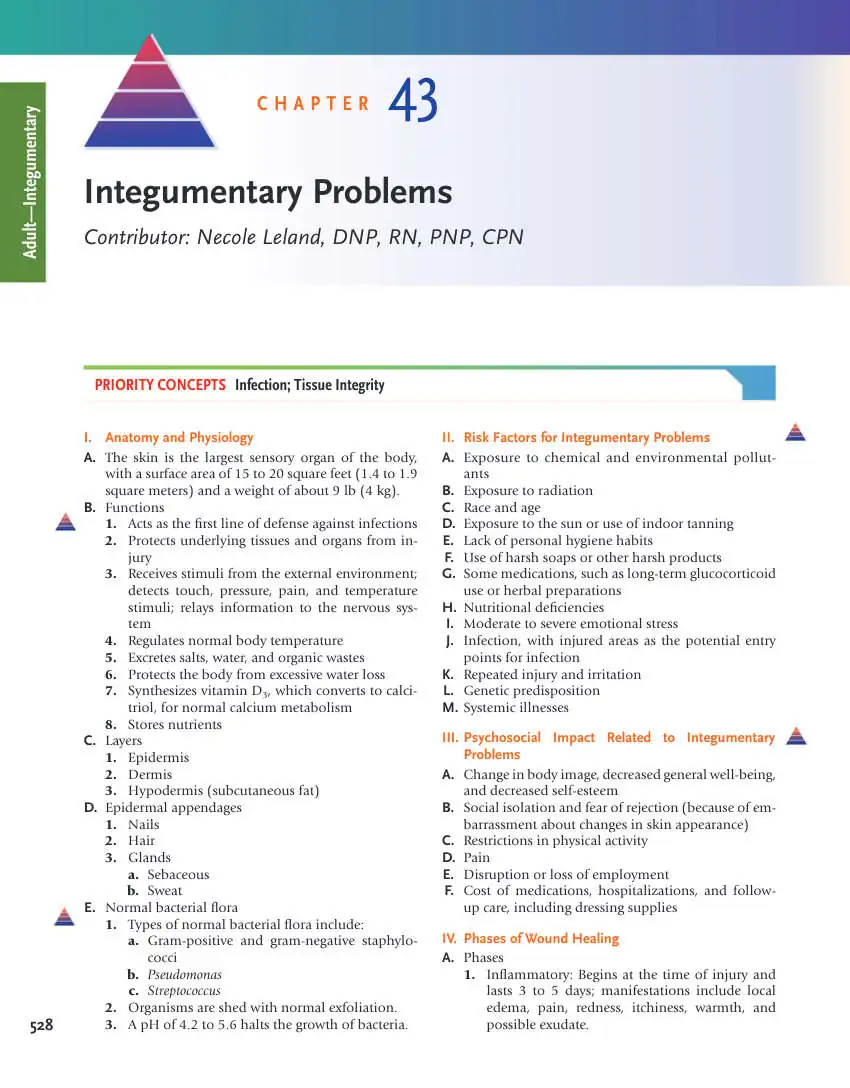 CHAPTER 43
Adult—Integumentary
Integumentary Problems
Contributor: Necole Leland, DNP, RN, PNP, CPN
PRIORITY CONCEPTS Infection; Tissue Integrity
I. Anatomy and Physiology
A. The skin is the largest sensory organ of the body,
with a surface area of 15 to 20 square feet (1.4 to 1.9
square meters) and a weight of about 9 lb (4 kg).
B. Functions
1. Acts as the first line of defense against infections
2. Protects underlying tissues and organs from in-
jury
3. Receives stimuli from the external environment;
detects touch, pressure, pain, and temperature
stimuli; relays information to the nervous sys-
tem
4. Regulates normal body temperature
5. Excretes salts, water, and organic wastes
6. Protects the body from excessive water loss
7. Synthesizes vitamin D3, which converts to calci-
triol, for normal calcium metabolism
8. Stores nutrients
C. Layers
1. Epidermis
2. Dermis
3. Hypodermis (subcutaneous fat)
D. Epidermal appendages
1. Nails
2. Hair
3. Glands
a. Sebaceous
b. Sweat
E. Normal bacterial flora
1. Types of normal bacterial flora include:
a. Gram-positive and gram-negative staphylo-
cocci
b. Pseudomonas
c. Streptococcus
2. Organisms are shed with normal exfoliation.
3. A pH of 4.2 to 5.6 halts the growth of bacteria.
II. Risk Factors for Integumentary Problems
A. Exposure to chemical and environmental pollut-
ants
B. Exposure to radiation
C. Race and age
D. Exposure to the sun or use of indoor tanning
E. Lack of personal hygiene habits
F. Use of harsh soaps or other harsh products
G. Some medications, such as long-term glucocorticoid
use or herbal preparations
H. Nutritional deficiencies
I. Moderate to severe emotional stress
J. Infection, with injured areas as the potential entry
points for infection
K. Repeated injury and irritation
L. Genetic predisposition
M. Systemic illnesses
III. Psychosocial Impact Related to Integumentary
Problems
A. Change in body image, decreased general well-being,
and decreased self-esteem
B. Social isolation and fear of rejection (because of em-
barrassment about changes in skin appearance)
C. Restrictions in physical activity
D. Pain
E. Disruption or loss of employment
F. Cost of medications, hospitalizations, and follow-
up care, including dressing supplies
IV. Phases of Wound Healing
A. Phases
1. Inflammatory: Begins at the time of injury and
lasts 3 to 5 days; manifestations include local
edema, pain, redness, itchiness, warmth, and
possible exudate.
528